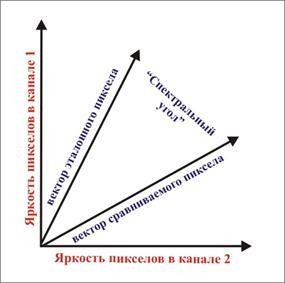 Яркость пикселов в канале 1
вектор эталонного пиксела
“Спектральный
угол”
вектор сравниваемого пиксела
Яркость пикселов в канале 2